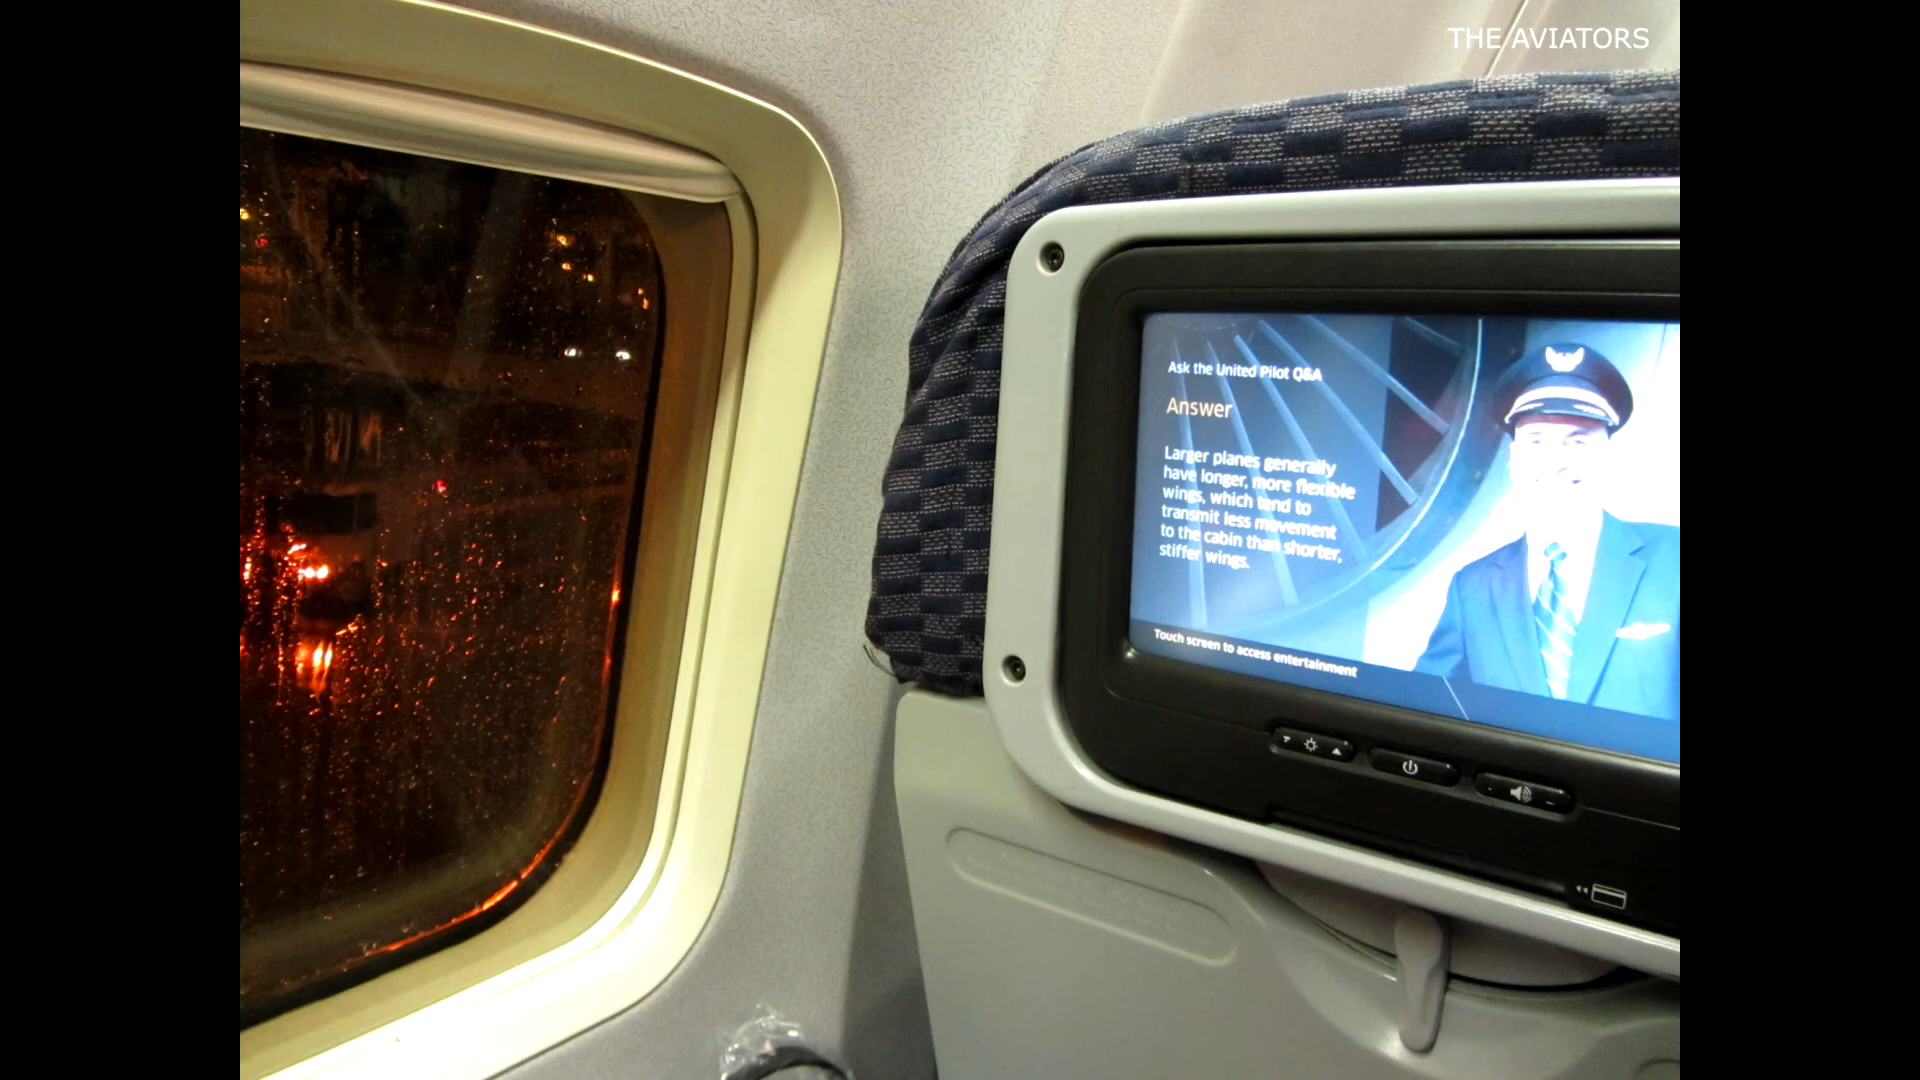 THE AVIATORS
Ask the United Pilot Q&A
Answer
Larger planes generally
have longer, more flexible
wings, which tend to
transmit less movement
to the cabin than shorter,
stiffer wings.
Touch screen to access entertainment